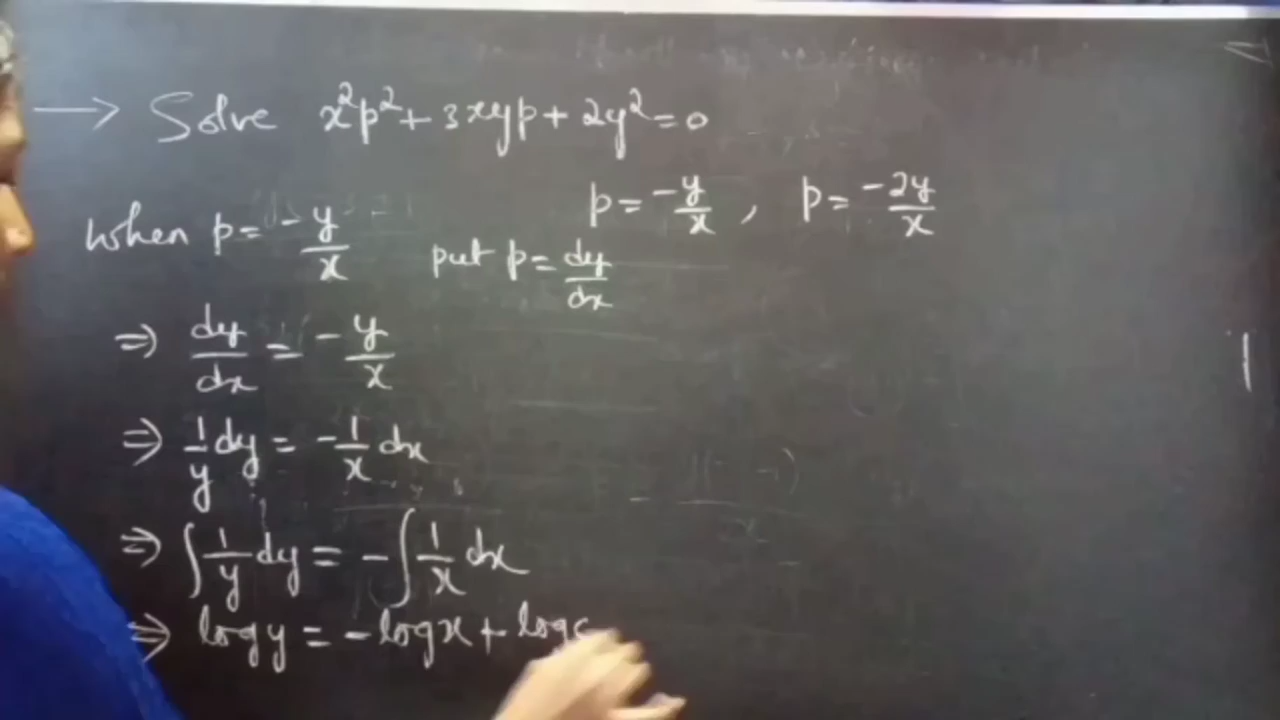 → Solve x²p² + 3xyp + 2y² = 0
p = -y/x , p = -2y/x
When p = -y/x put p = dy/dx
⇒ dy/dx = -y/x
⇒ 1/y dy = -1/x dx
⇒ ∫ 1/y dy = -∫ 1/x dx
⇒ log y = -log x + log c